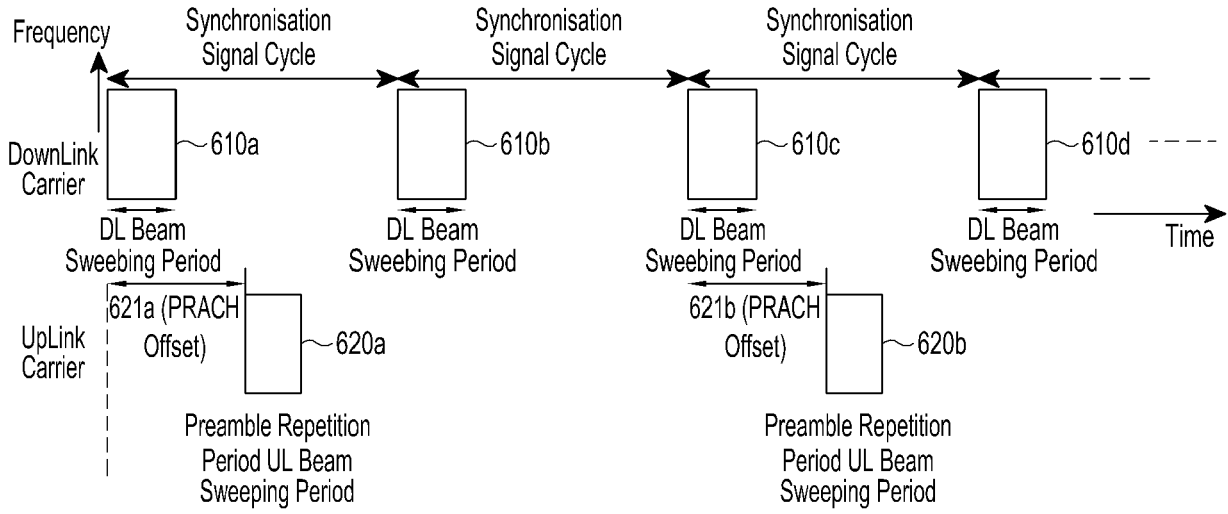 Frequency
Synchronisation
Signal Cycle
Synchronisation
Signal Cycle
Synchronisation
Signal Cycle
DownLink
Carrier
610a
610b
610c
610d
DL Beam
Sweebing Period
DL Beam
Sweebing Period
DL Beam
Sweebing Period
DL Beam
Sweebing Period
Time
UpLink
Carrier
621a (PRACH
Offset)
620a
621b (PRACH
Offset)
620b
Preamble Repetition
Period UL Beam
Sweeping Period
Preamble Repetition
Period UL Beam
Sweeping Period